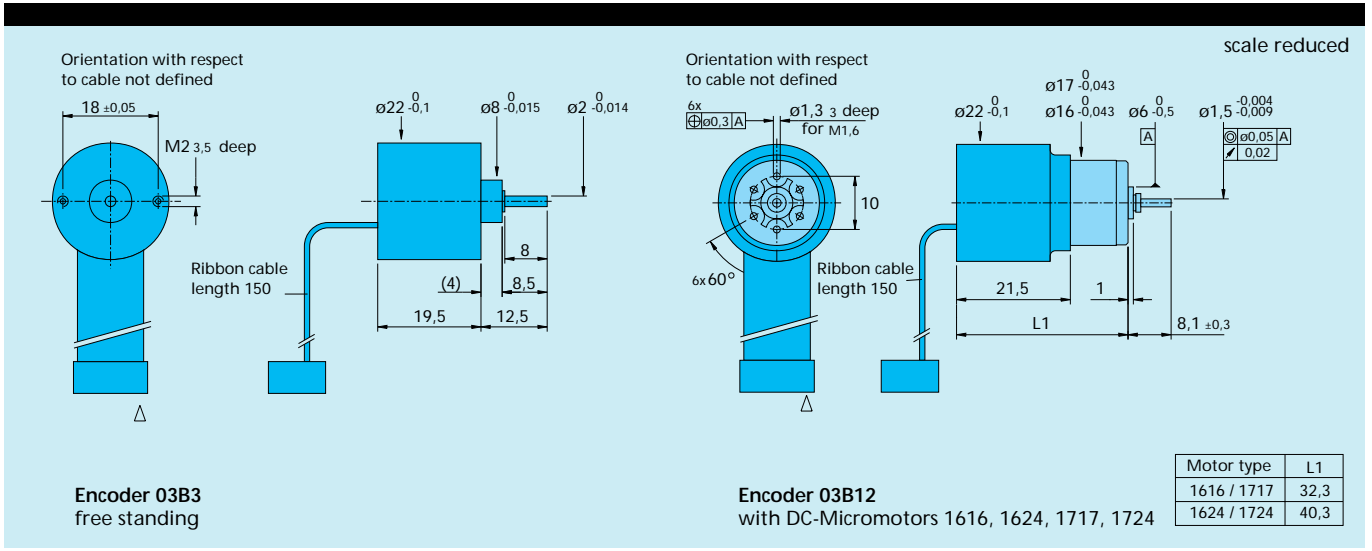 scale reduced
Orientation with respect
to cable not defined
18 ±0,05
M2 3,5 deep
ø22 0 -0,1
ø8 0 -0,015
ø2 0 -0,014
Ribbon cable
length 150
(4)
8
8,5
19,5
12,5
Encoder 03B3
free standing
Orientation with respect
to cable not defined
6x
⌖ ø0,3 A
ø1,3 3 deep
for M1,6
ø22 0 -0,1
ø17 0 -0,043
ø16 0 -0,043
ø6 0 -0,5
ø1,5 -0,004 -0,009
A
◎ ø0,05 A
↗ 0,02
10
6x60°
Ribbon cable
length 150
21,5
1
L1
8,1 ±0,3
Encoder 03B12
with DC-Micromotors 1616, 1624, 1717, 1724
Motor type L1
1616 / 1717 32,3
1624 / 1724 40,3